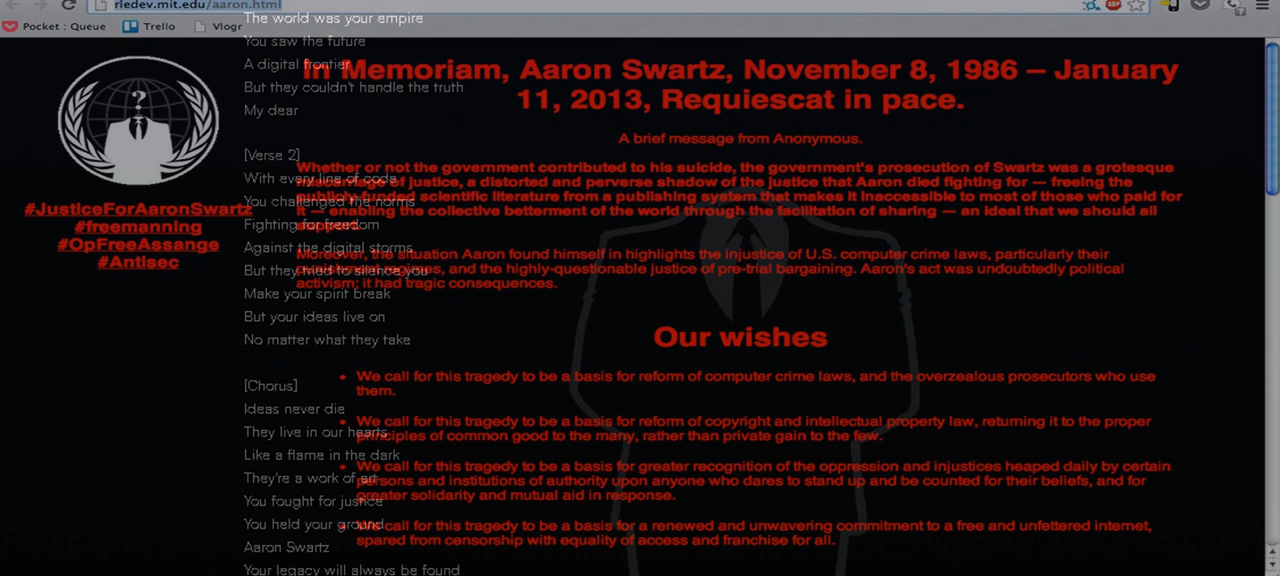 rledev.mit.edu/aaron.html
Pocket : Queue
Trello
Vlogr
?
#JusticeForAaronSwartz
#freemanning
#OpFreeAssange
#Antisec
The world was your empire
You saw the future
A digital frontier
But they couldn't handle the truth
My dear
[Verse 2]
With every line of code
You challenged the norms
Fighting for freedom
Against the digital storms
But they tried to silence you
Make your spirit break
But your ideas live on
No matter what they take
[Chorus]
Ideas never die
They live in our hearts
Like a flame in the dark
They're a work of art
You fought for justice
You held your ground
Aaron Swartz
Your legacy will always be found
In Memoriam, Aaron Swartz, November 8, 1986 – January
11, 2013, Requiescat in pace.
A brief message from Anonymous.
Whether or not the government contributed to his suicide, the government's prosecution of Swartz was a grotesque
miscarriage of justice, a distorted and perverse shadow of the justice that Aaron died fighting for — freeing the
scientific literature from a publishing system that makes it inaccessible to most of those who paid for
it — enabling the collective betterment of the world through the facilitation of sharing — an ideal that we should all
support.
Moreover, the situation Aaron found himself in highlights the injustice of U.S. computer crime laws, particularly their
and the highly-questionable justice of pre-trial bargaining. Aaron's act was undoubtedly political
activism; it had tragic consequences.
Our wishes
• We call for this tragedy to be a basis for reform of computer crime laws, and the overzealous prosecutors who use
them.
• We call for this tragedy to be a basis for reform of copyright and intellectual property law, returning it to the proper
principles of common good to the many, rather than private gain to the few.
• We call for this tragedy to be a basis for greater recognition of the oppression and injustices heaped daily by certain
persons and institutions of authority upon anyone who dares to stand up and be counted for their beliefs, and for
greater solidarity and mutual aid in response.
• We call for this tragedy to be a basis for a renewed and unwavering commitment to a free and unfettered internet,
spared from censorship with equality of access and franchise for all.